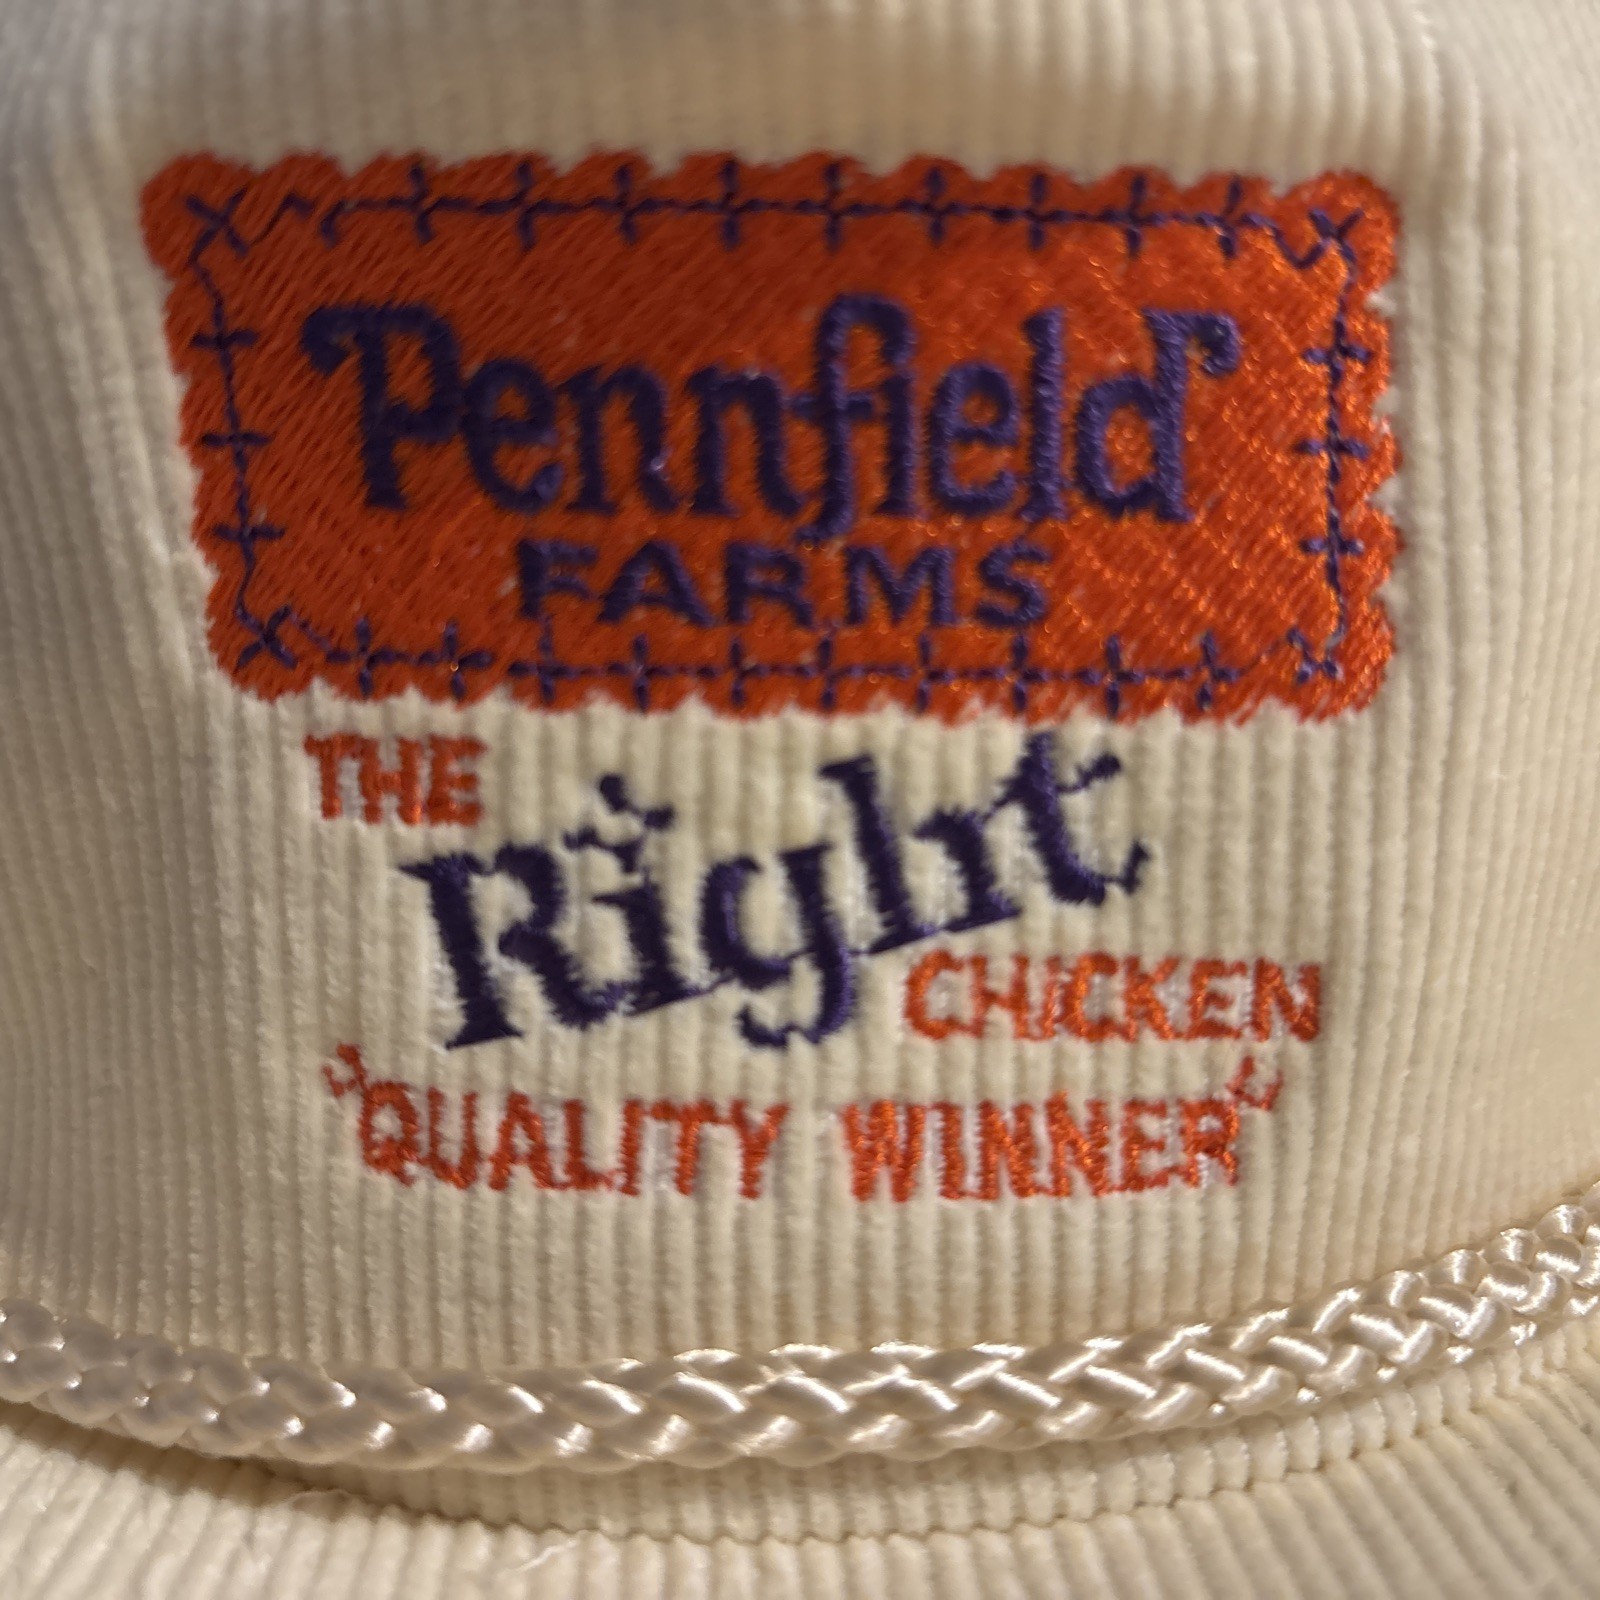 Pennfield
FARMS
THE
Right
CHICKEN
"QUALITY WINNER"